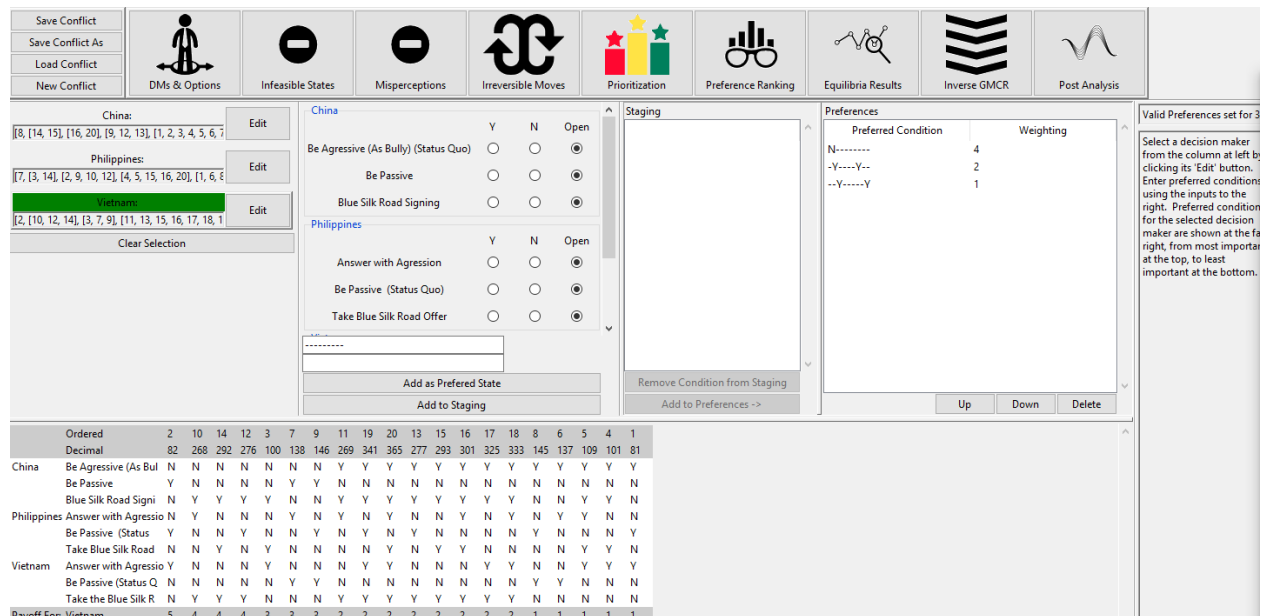 Save Conflict
Save Conflict As
Load Conflict
New Conflict
DMs & Options
Infeasible States
Misperceptions
Irreversible Moves
Prioritization
Preference Ranking
Equilibria Results
Inverse GMCR
Post Analysis
China:
[8, [14, 15], [16, 20], [9, 12, 13], [1, 2, 3, 4, 5, 6, 7
Edit
Philippines:
[7, [3, 14], [2, 9, 10, 12], [4, 5, 15, 16, 20], [1, 6, 8
Edit
Vietnam:
[2, [10, 12, 14], [3, 7, 9], [11, 13, 15, 16, 17, 18, 1
Edit
Clear Selection
China
Y N Open
Be Agressive (As Bully) (Status Quo)
Be Passive
Blue Silk Road Signing
Philippines
Y N Open
Answer with Agression
Be Passive (Status Quo)
Take Blue Silk Road Offer
---------
Add as Prefered State
Add to Staging
Staging
Remove Condition from Staging
Add to Preferences ->
Preferences
Preferred Condition Weighting
N-------- 4
-Y----Y-- 2
--Y-----Y 1
Up Down Delete
Valid Preferences set for 3
Select a decision maker
from the column at left by
clicking its 'Edit' button.
Enter preferred conditions
using the inputs to the
right. Preferred condition
for the selected decision
maker are shown at the fa
right, from most importan
at the top, to least
important at the bottom.
Ordered 2 10 14 12 3 7 9 11 19 20 13 15 16 17 18 8 6 5 4 1
Decimal 82 268 292 276 100 138 146 269 341 365 277 293 301 325 333 145 137 109 101 81
China Be Agressive (As Bul N N N N N N N Y Y Y Y Y Y Y Y Y Y Y Y Y
Be Passive Y N N N N Y Y N N N N N N N N N N N N N
Blue Silk Road Signi N Y Y Y Y N N Y Y Y Y Y Y Y Y N N Y Y N
Philippines Answer with Agressio N Y N N N Y N Y N Y N N Y N Y N Y Y N N
Be Passive (Status Y N N Y N N Y N Y N Y N N N N Y N N N Y
Take Blue Silk Road N N Y N Y N N N N Y N Y Y N N N N Y Y N
Vietnam Answer with Agressio Y N N N Y N N N Y Y N N N Y Y N N Y Y Y
Be Passive (Status Q N N N N N Y Y N N N N N N N N Y Y N N N
Take the Blue Silk R N Y Y Y N N N Y Y Y Y Y Y Y Y N N N N N
Payoff For: Vietnam 5 4 4 4 3 3 3 2 2 2 2 2 2 2 2 1 1 1 1 1